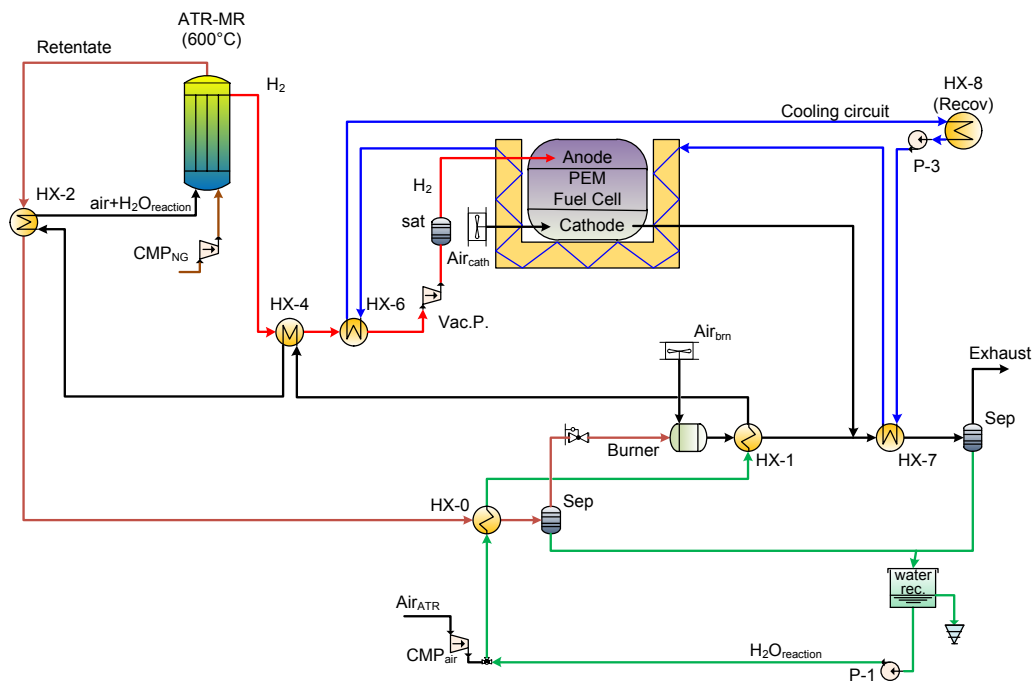 ATR-MR
(600°C)
Retentate
H2
HX-8
(Recov)
Cooling circuit
P-3
Anode
PEM
Fuel Cell
Cathode
H2
sat
Aircath
HX-2
air+H2Oreaction
CMPNG
HX-4
HX-6
Vac.P.
Airbrn
Exhaust
Sep
Burner
HX-1
HX-7
HX-0
Sep
water
rec.
AirATR
CMPair
H2Oreaction
P-1